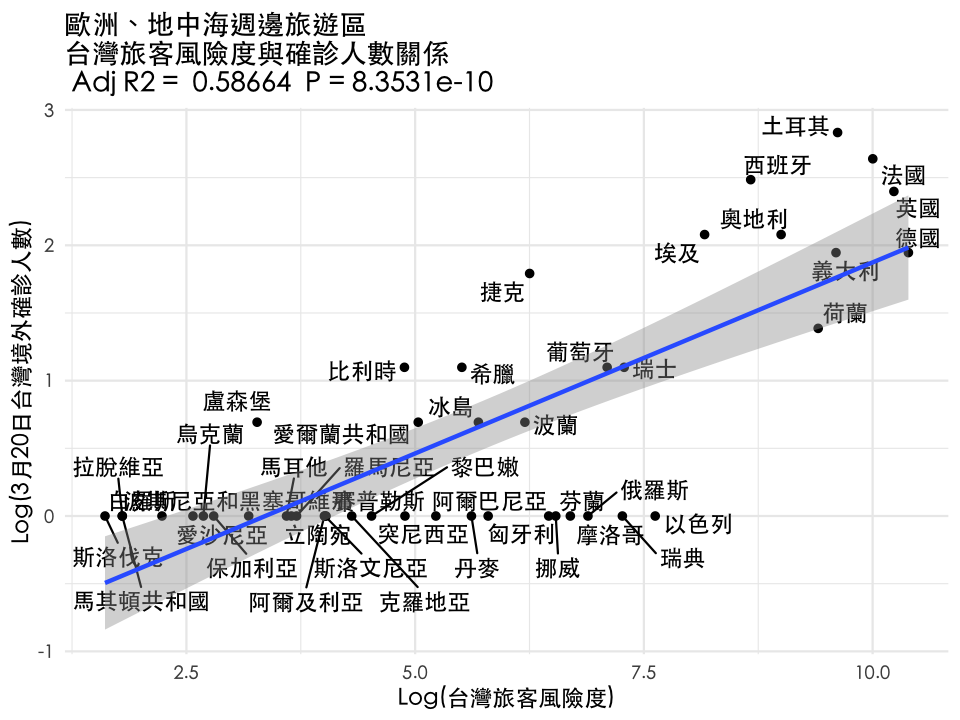 歐洲、地中海週邊旅遊區
台灣旅客風險度與確診人數關係
Adj R2 = 0.58664 P = 8.3531e-10
Log(3月20日台灣境外確診人數)
3
2
1
0
-1
土耳其
西班牙
法國
英國
奧地利
德國
埃及
義大利
捷克
荷蘭
葡萄牙
瑞士
比利時
希臘
盧森堡
冰島
波蘭
烏克蘭
愛爾蘭共和國
拉脫維亞
馬耳他
羅馬尼亞
黎巴嫩
俄羅斯
阿爾巴尼亞
芬蘭
以色列
愛沙尼亞
立陶宛
突尼西亞
匈牙利
摩洛哥
斯洛伐克
保加利亞
斯洛文尼亞
丹麥
挪威
瑞典
馬其頓共和國
阿爾及利亞
克羅地亞
2.5
5.0
7.5
10.0
Log(台灣旅客風險度)